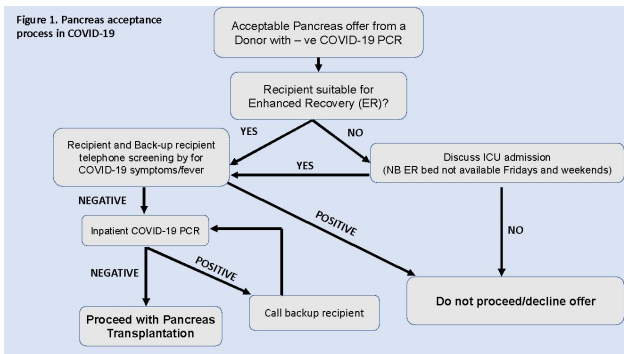 Figure 1. Pancreas acceptance
process in COVID-19
Acceptable Pancreas offer from a
Donor with – ve COVID-19 PCR
Recipient suitable for
Enhanced Recovery (ER)?
YES
NO
Recipient and Back-up recipient
telephone screening by for
COVID-19 symptoms/fever
YES
Discuss ICU admission
(NB ER bed not available Fridays and weekends)
NEGATIVE
POSITIVE
NO
Inpatient COVID-19 PCR
NEGATIVE
POSITIVE
Proceed with Pancreas
Transplantation
Call backup recipient
Do not proceed/decline offer